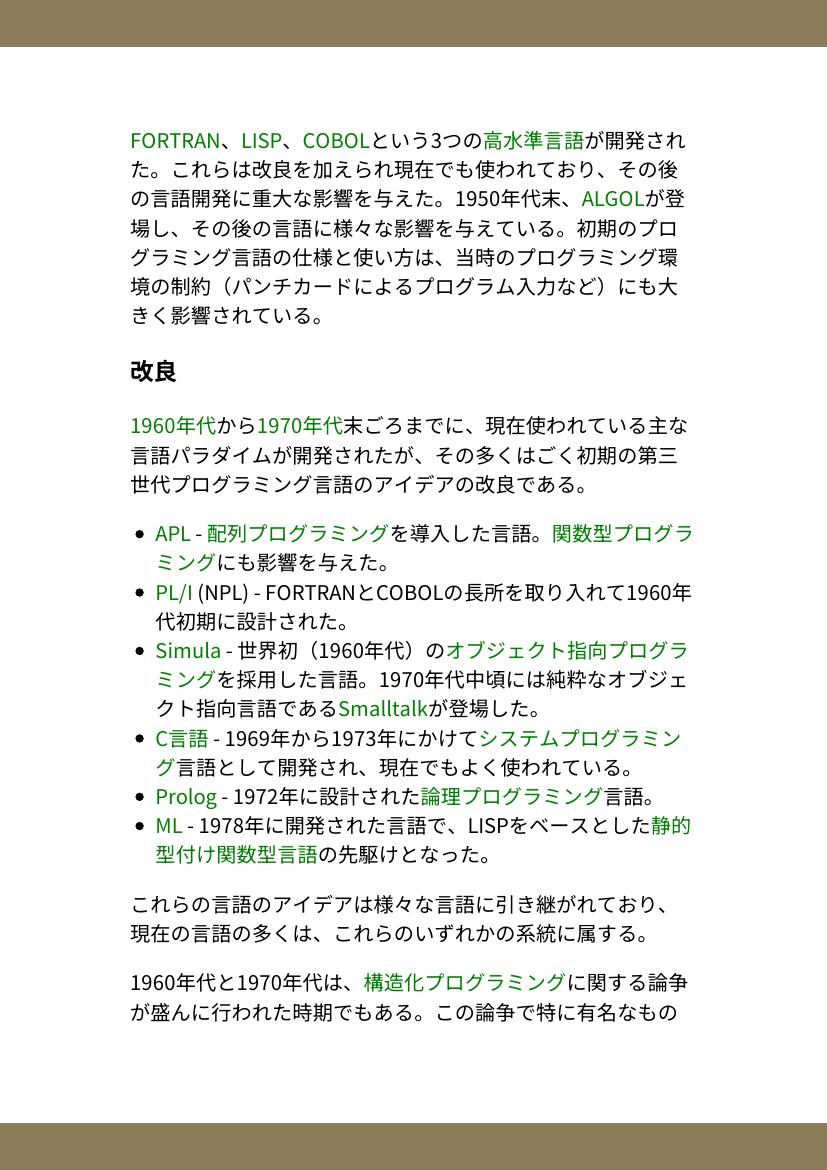 FORTRAN、LISP、COBOLという3つの高水準言語が開発され
た。これらは改良を加えられ現在でも使われており、その後
の言語開発に重大な影響を与えた。1950年代末、ALGOLが登
場し、その後の言語に様々な影響を与えている。初期のプロ
グラミング言語の仕様と使い方は、当時のプログラミング環
境の制約（パンチカードによるプログラム入力など）にも大
きく影響されている。
改良
1960年代から1970年代末ごろまでに、現在使われている主な
言語パラダイムが開発されたが、その多くはごく初期の第三
世代プログラミング言語のアイデアの改良である。
• APL - 配列プログラミングを導入した言語。関数型プログラ
ミングにも影響を与えた。
• PL/I (NPL) - FORTRANとCOBOLの長所を取り入れて1960年
代初期に設計された。
• Simula - 世界初（1960年代）のオブジェクト指向プログラ
ミングを採用した言語。1970年代中頃には純粋なオブジェ
クト指向言語であるSmalltalkが登場した。
• C言語 - 1969年から1973年にかけてシステムプログラミン
グ言語として開発され、現在でもよく使われている。
• Prolog - 1972年に設計された論理プログラミング言語。
• ML - 1978年に開発された言語で、LISPをベースとした静的
型付け関数型言語の先駆けとなった。
これらの言語のアイデアは様々な言語に引き継がれており、
現在の言語の多くは、これらのいずれかの系統に属する。
1960年代と1970年代は、構造化プログラミングに関する論争
が盛んに行われた時期でもある。この論争で特に有名なもの